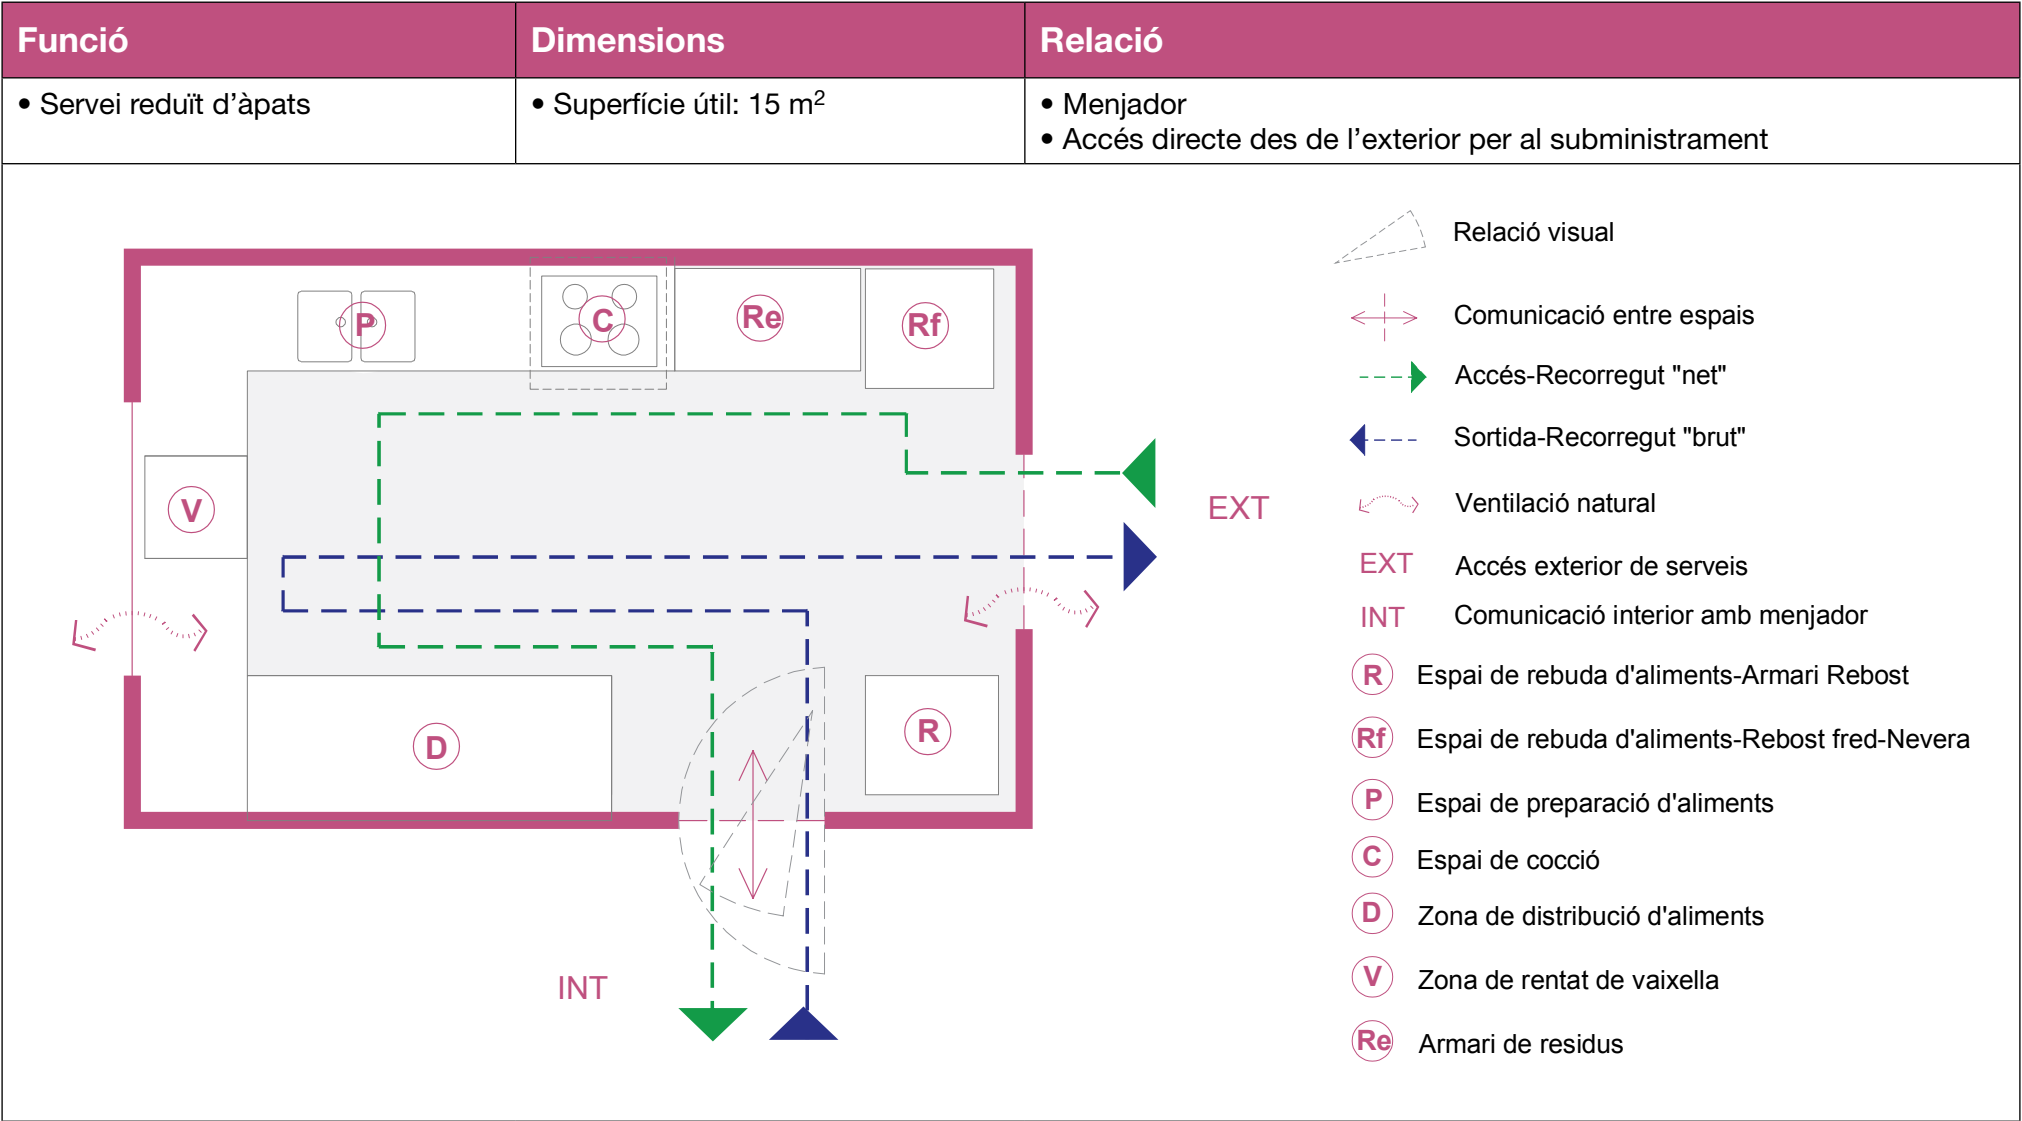 Funció
Dimensions
Relació
• Servei reduït d’àpats
• Superfície útil: 15 m²
• Menjador
• Accés directe des de l’exterior per al subministrament
P
C
Re
Rf
V
D
R
EXT
INT
Relació visual
Comunicació entre espais
Accés-Recorregut "net"
Sortida-Recorregut "brut"
Ventilació natural
EXT Accés exterior de serveis
INT Comunicació interior amb menjador
R Espai de rebuda d'aliments-Armari Rebost
Rf Espai de rebuda d'aliments-Rebost fred-Nevera
P Espai de preparació d'aliments
C Espai de cocció
D Zona de distribució d'aliments
V Zona de rentat de vaixella
Re Armari de residus